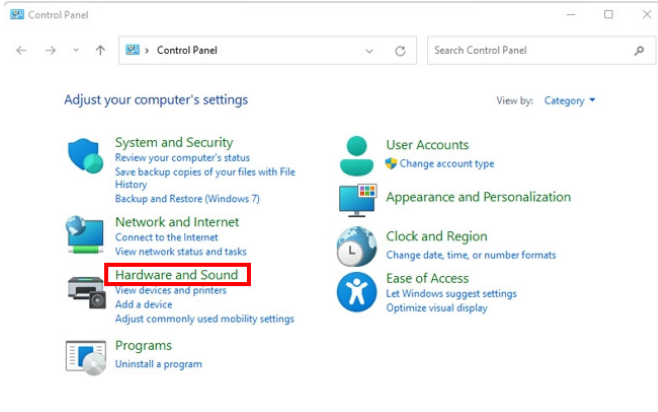 Control Panel
Control Panel
Search Control Panel
Adjust your computer's settings
View by: Category
System and Security
Review your computer's status
Save backup copies of your files with File
History
Backup and Restore (Windows 7)
Network and Internet
Connect to the Internet
View network status and tasks
Hardware and Sound
View devices and printers
Add a device
Adjust commonly used mobility settings
Programs
Uninstall a program
User Accounts
Change account type
Appearance and Personalization
Clock and Region
Change date, time, or number formats
Ease of Access
Let Windows suggest settings
Optimize visual display